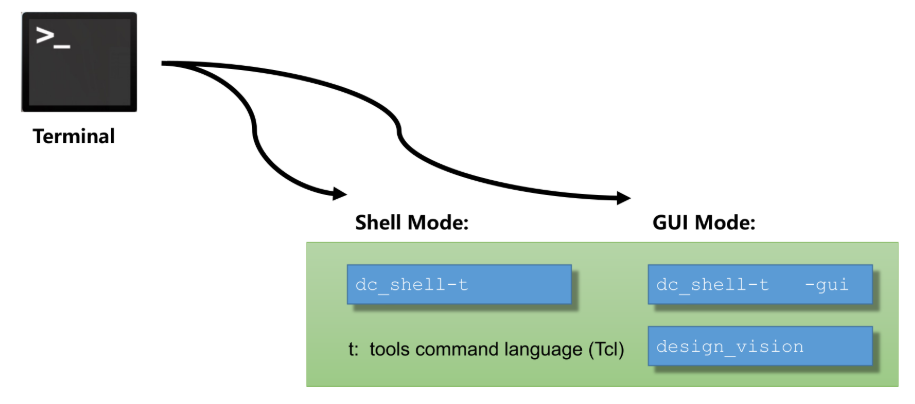 >_
Terminal
Shell Mode:
GUI Mode:
dc_shell-t
dc_shell-t -gui
t: tools command language (Tcl)
design_vision